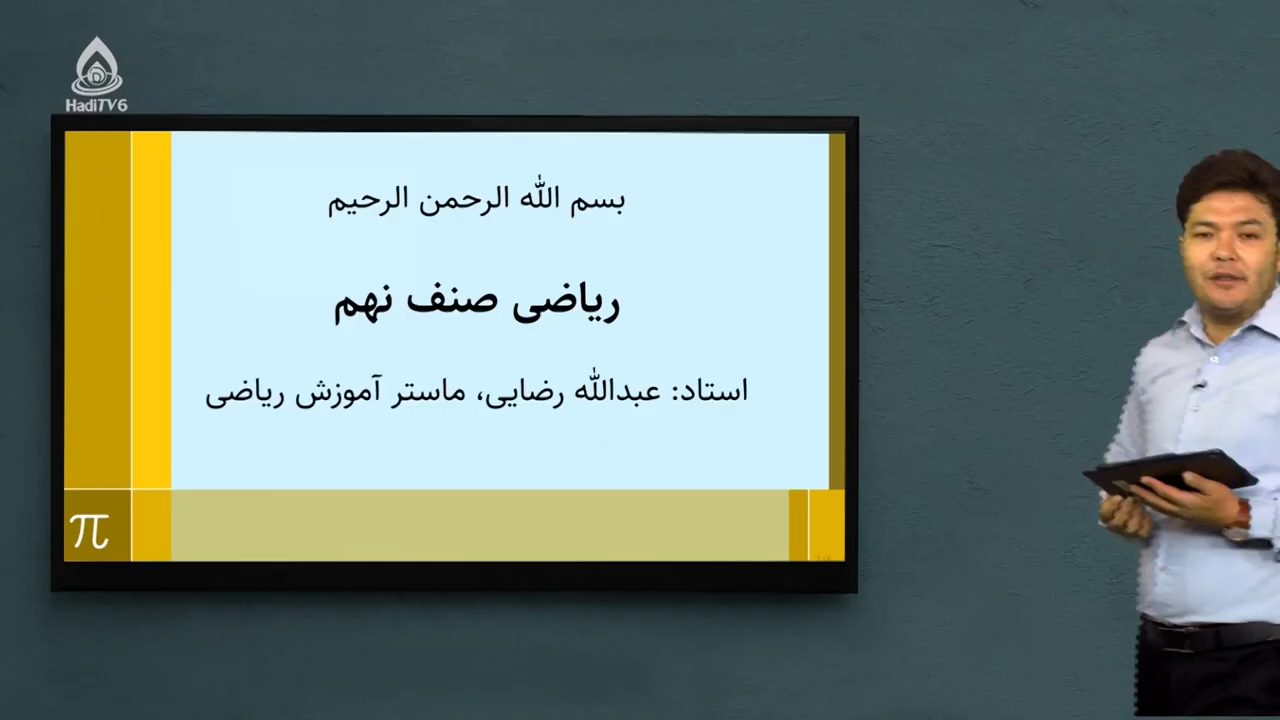 HadiTV6
بسم الله الرحمن الرحیم
ریاضی صنف نهم
استاد: عبدالله رضایی، ماستر آموزش ریاضی
π